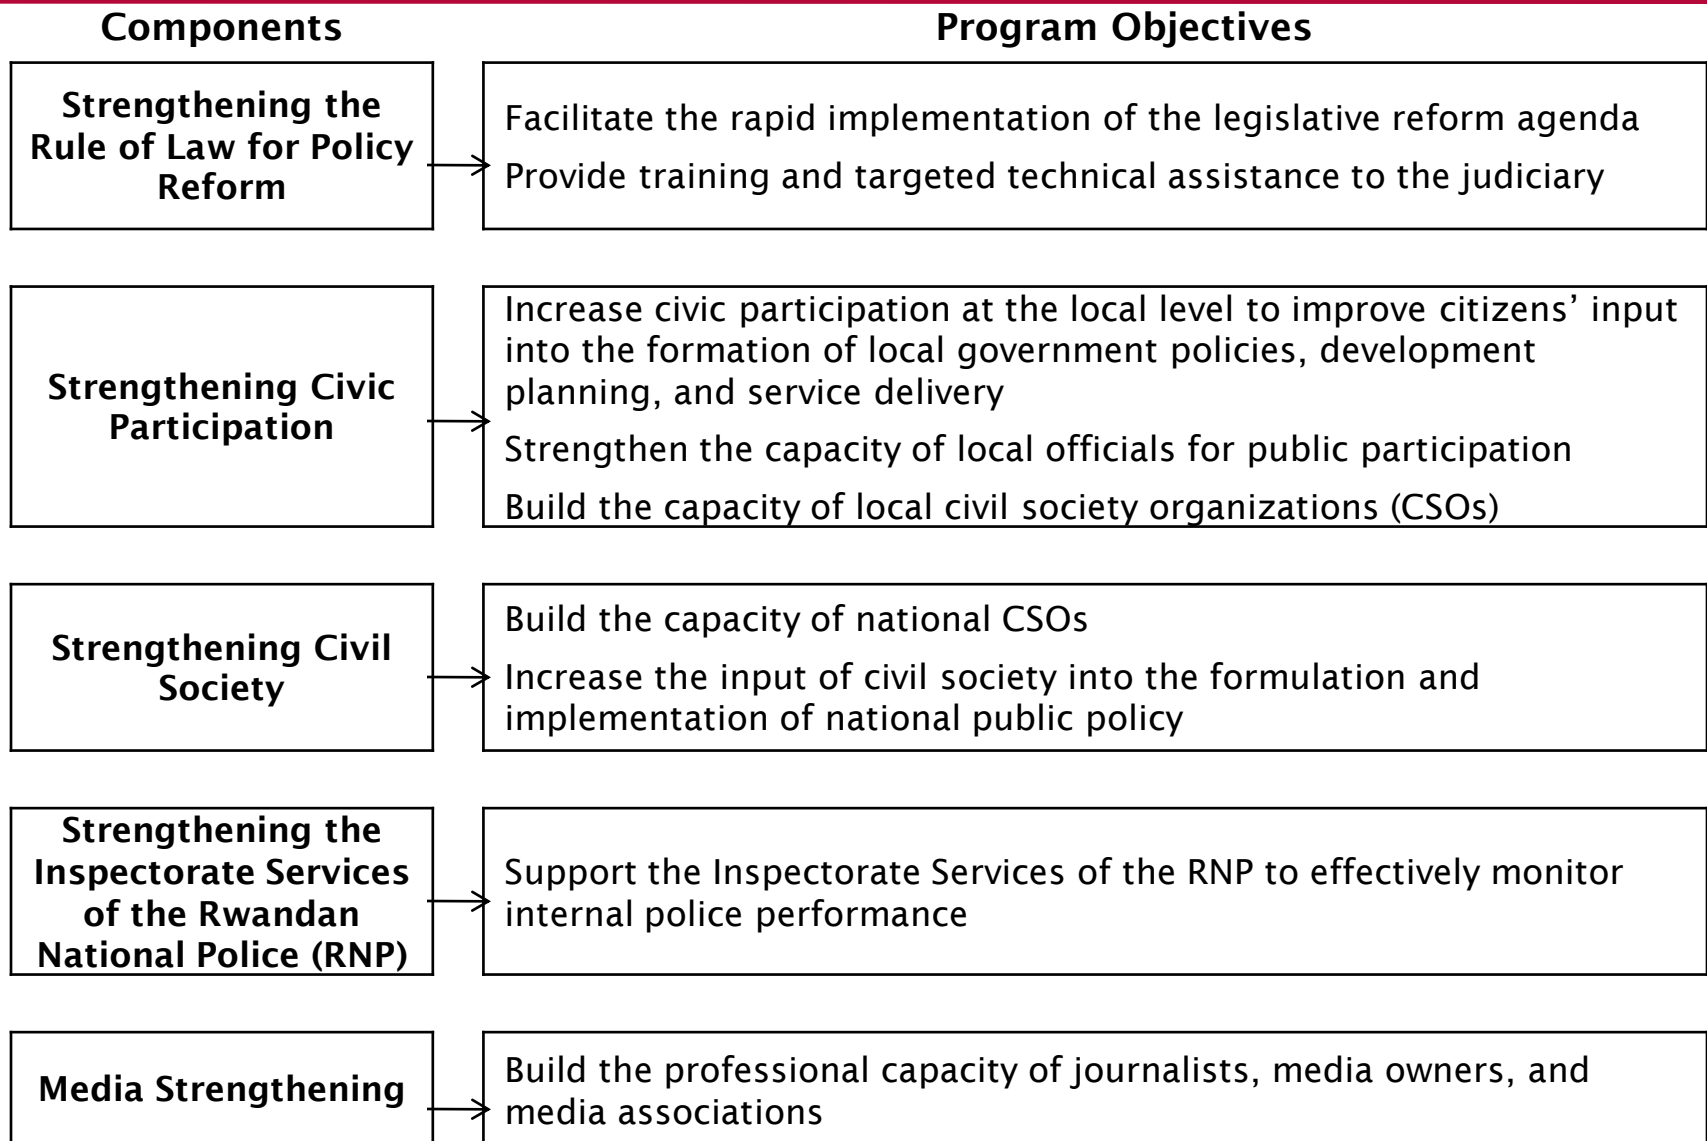 Components
Program Objectives
Strengthening the
Rule of Law for Policy
Reform
Facilitate the rapid implementation of the legislative reform agenda
Provide training and targeted technical assistance to the judiciary
Strengthening Civic
Participation
Increase civic participation at the local level to improve citizens’ input
into the formation of local government policies, development
planning, and service delivery
Strengthen the capacity of local officials for public participation
Build the capacity of local civil society organizations (CSOs)
Strengthening Civil
Society
Build the capacity of national CSOs
Increase the input of civil society into the formulation and
implementation of national public policy
Strengthening the
Inspectorate Services
of the Rwandan
National Police (RNP)
Support the Inspectorate Services of the RNP to effectively monitor
internal police performance
Media Strengthening
Build the professional capacity of journalists, media owners, and
media associations